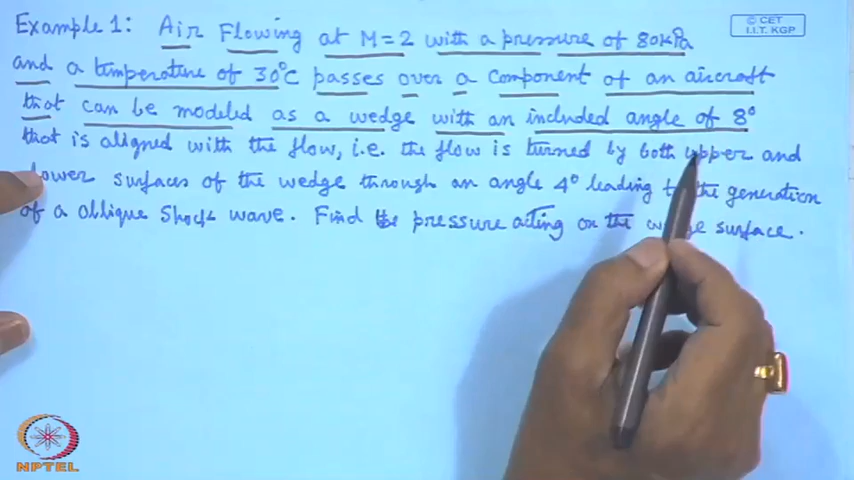 Example 1: Air Flowing at M=2 with a pressure of 80kPa
© CET
I.I.T. KGP
and a temperature of 30°C passes over a component of an aircraft
that can be modeled as a wedge with an included angle of 8°
that is aligned with the flow, i.e. the flow is turned by both upper and
lower surfaces of the wedge through an angle 4° leading to the generation
of a oblique shock wave. Find the pressure acting on the wedge surface.
NPTEL